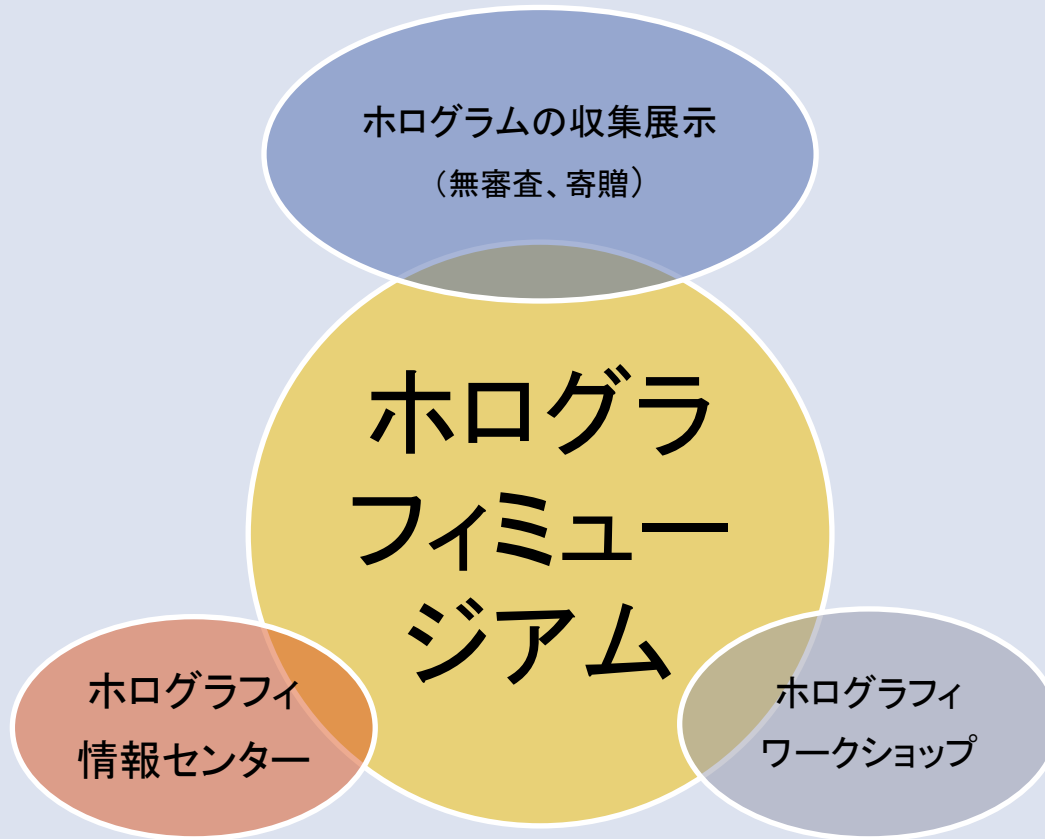 ホログラムの収集展示
（無審査、寄贈）
ホログラ
フィミュー
ジアム
ホログラフィ
情報センター
ホログラフィ
ワークショップ